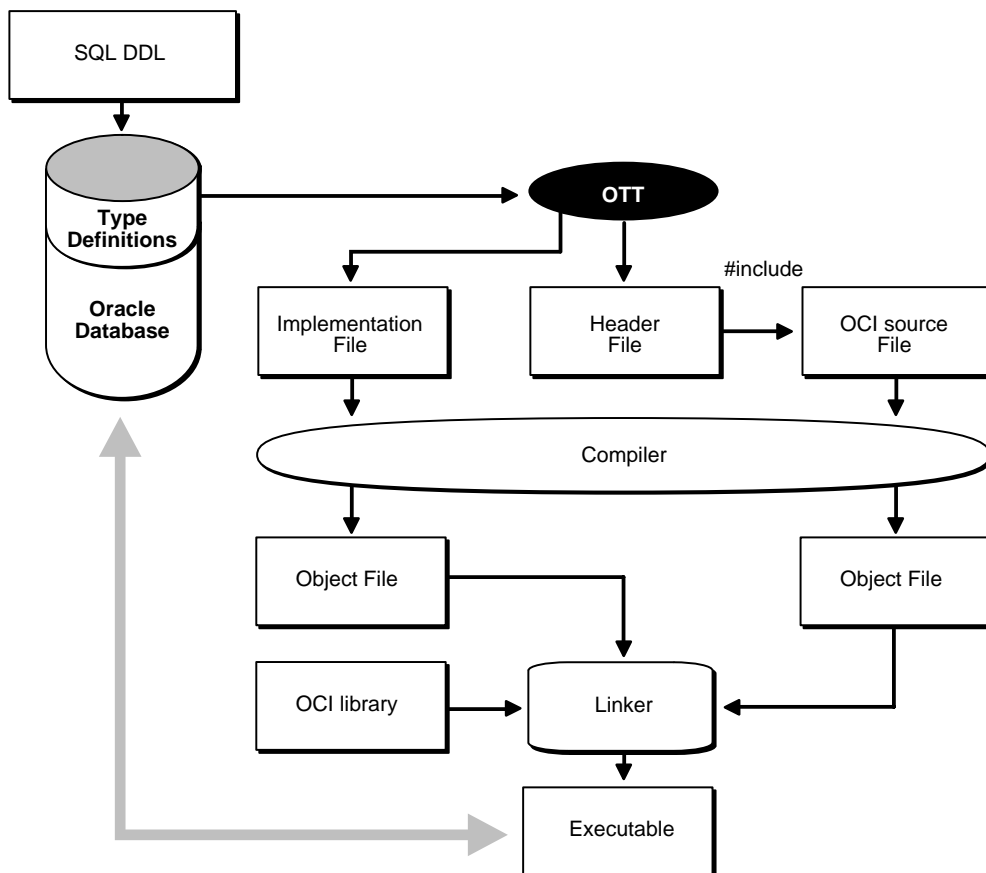 SQL DDL
OTT
Type
Definitions
Oracle
Database
#include
Implementation
File
Header
File
OCI source
File
Compiler
Object File
Object File
OCI library
Linker
Executable